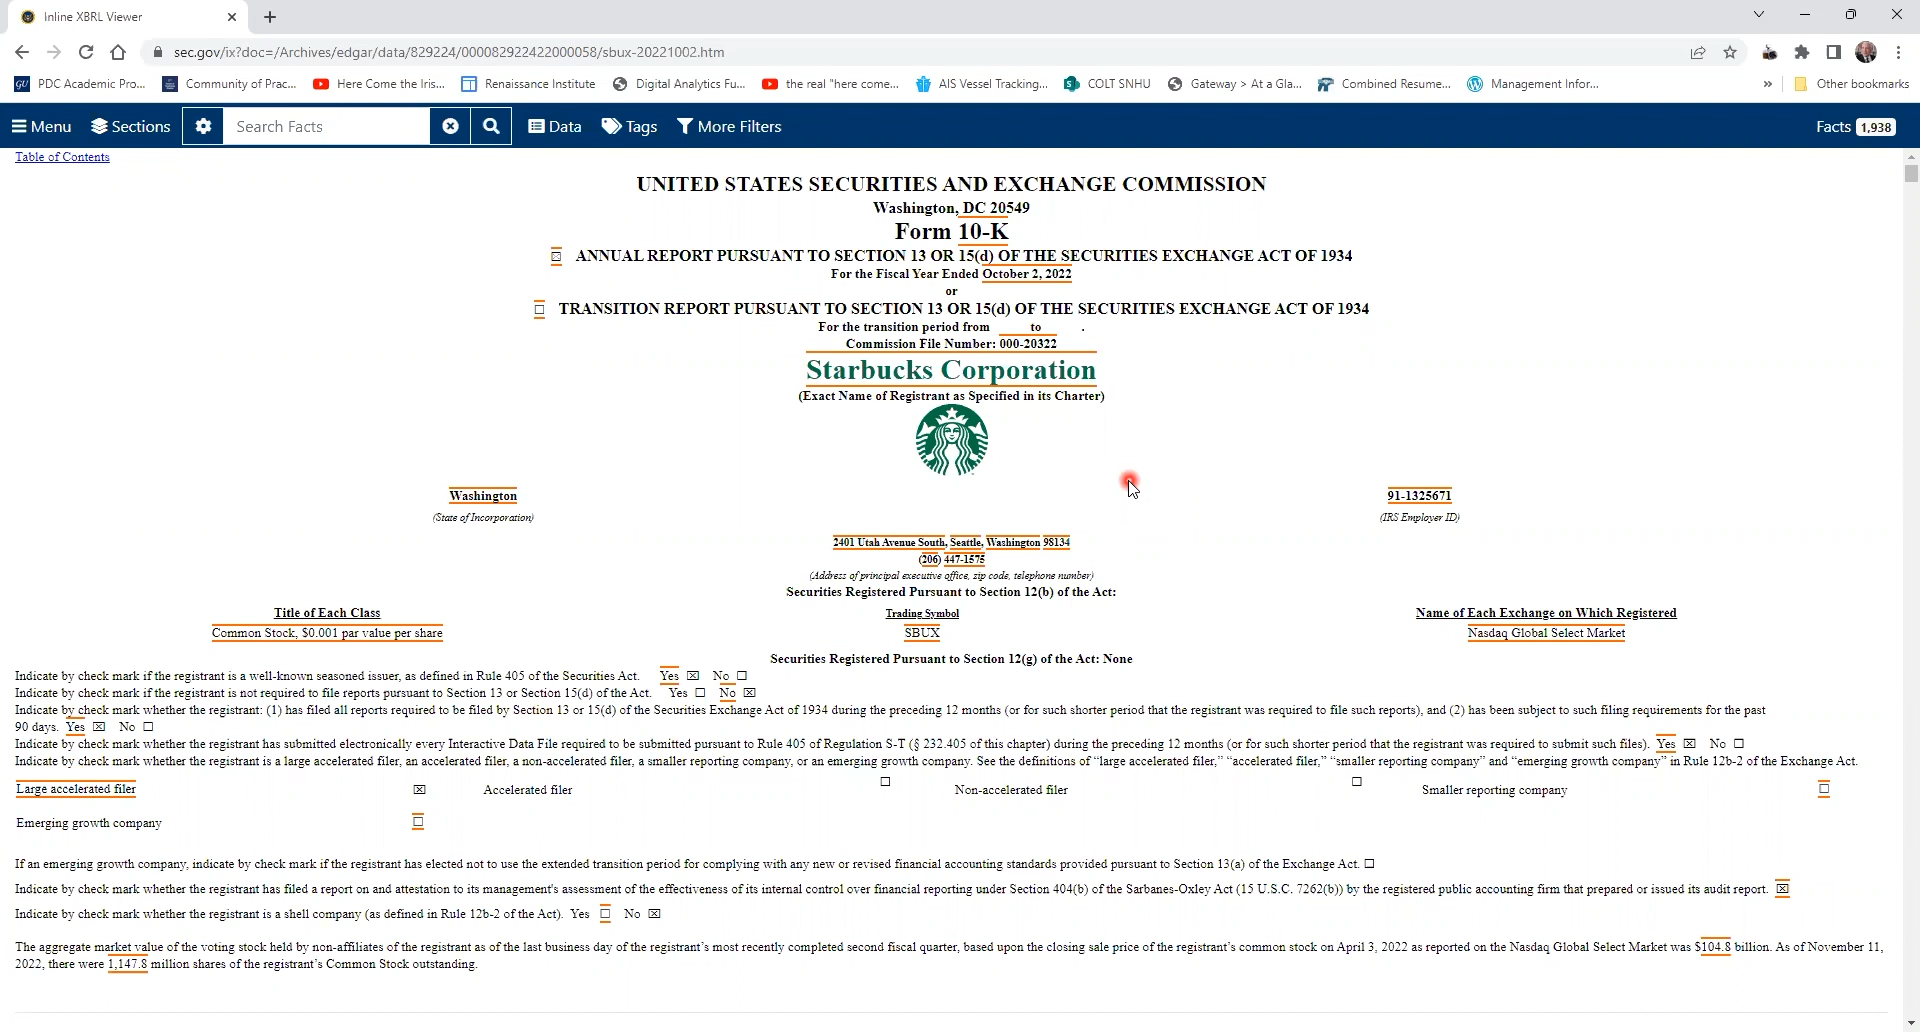 Inline XBRL Viewer
sec.gov/ix?doc=/Archives/edgar/data/829224/000082922422000058/sbux-20221002.htm
GU PDC Academic Pro... Community of Prac... Here Come the Iris... Renaissance Institute Digital Analytics Fu... the real "here come... AIS Vessel Tracking... COLT SNHU Gateway > At a Gla... Combined Resume... Management Infor... » Other bookmarks
Menu Sections Search Facts Data Tags More Filters Facts 1,938
Table of Contents
UNITED STATES SECURITIES AND EXCHANGE COMMISSION
Washington, DC 20549
Form 10-K
☒ ANNUAL REPORT PURSUANT TO SECTION 13 OR 15(d) OF THE SECURITIES EXCHANGE ACT OF 1934
For the Fiscal Year Ended October 2, 2022
or
☐ TRANSITION REPORT PURSUANT TO SECTION 13 OR 15(d) OF THE SECURITIES EXCHANGE ACT OF 1934
For the transition period from to .
Commission File Number: 000-20322
Starbucks Corporation
(Exact Name of Registrant as Specified in its Charter)
Washington 91-1325671
(State of Incorporation) (IRS Employer ID)
2401 Utah Avenue South, Seattle, Washington 98134
(206) 447-1575
(Address of principal executive office, zip code, telephone number)
Securities Registered Pursuant to Section 12(b) of the Act:
Title of Each Class Trading Symbol Name of Each Exchange on Which Registered
Common Stock, $0.001 par value per share SBUX Nasdaq Global Select Market
Securities Registered Pursuant to Section 12(g) of the Act: None
Indicate by check mark if the registrant is a well-known seasoned issuer, as defined in Rule 405 of the Securities Act. Yes ☒ No ☐
Indicate by check mark if the registrant is not required to file reports pursuant to Section 13 or Section 15(d) of the Act. Yes ☐ No ☒
Indicate by check mark whether the registrant: (1) has filed all reports required to be filed by Section 13 or 15(d) of the Securities Exchange Act of 1934 during the preceding 12 months (or for such shorter period that the registrant was required to file such reports), and (2) has been subject to such filing requirements for the past
90 days. Yes ☒ No ☐
Indicate by check mark whether the registrant has submitted electronically every Interactive Data File required to be submitted pursuant to Rule 405 of Regulation S-T (§ 232.405 of this chapter) during the preceding 12 months (or for such shorter period that the registrant was required to submit such files). Yes ☒ No ☐
Indicate by check mark whether the registrant is a large accelerated filer, an accelerated filer, a non-accelerated filer, a smaller reporting company, or an emerging growth company. See the definitions of “large accelerated filer,” “accelerated filer,” “smaller reporting company” and “emerging growth company” in Rule 12b-2 of the Exchange Act.
Large accelerated filer ☒ Accelerated filer ☐ Non-accelerated filer ☐ Smaller reporting company ☐
Emerging growth company ☐
If an emerging growth company, indicate by check mark if the registrant has elected not to use the extended transition period for complying with any new or revised financial accounting standards provided pursuant to Section 13(a) of the Exchange Act. ☐
Indicate by check mark whether the registrant has filed a report on and attestation to its management's assessment of the effectiveness of its internal control over financial reporting under Section 404(b) of the Sarbanes-Oxley Act (15 U.S.C. 7262(b)) by the registered public accounting firm that prepared or issued its audit report. ☒
Indicate by check mark whether the registrant is a shell company (as defined in Rule 12b-2 of the Act). Yes ☐ No ☒
The aggregate market value of the voting stock held by non-affiliates of the registrant as of the last business day of the registrant’s most recently completed second fiscal quarter, based upon the closing sale price of the registrant’s common stock on April 3, 2022 as reported on the Nasdaq Global Select Market was $104.8 billion. As of November 11,
2022, there were 1,147.8 million shares of the registrant’s Common Stock outstanding.